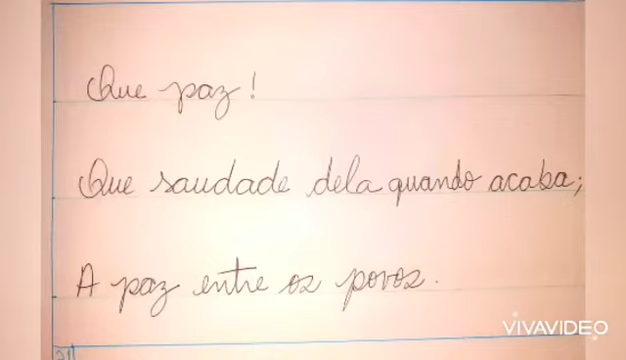 Que paz!
Que saudade dela quando acaba;
A paz entre os povos.
VIVAVIDEO